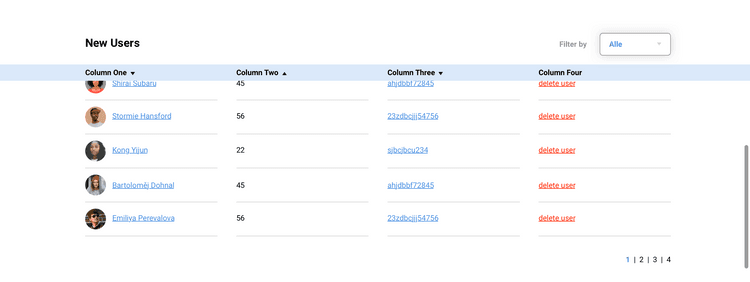 New Users
Filter by Alle
Column One Column Two Column Three Column Four
Shirai Subaru 45 ahjdbbf72845 delete user
Stormie Hansford 56 23zdbcjjj54756 delete user
Kong Yijun 22 sjbcjbcu234 delete user
Bartoloměj Dohnal 45 ahjdbbf72845 delete user
Emiliya Perevalova 56 23zdbcjjj54756 delete user
1 | 2 | 3 | 4